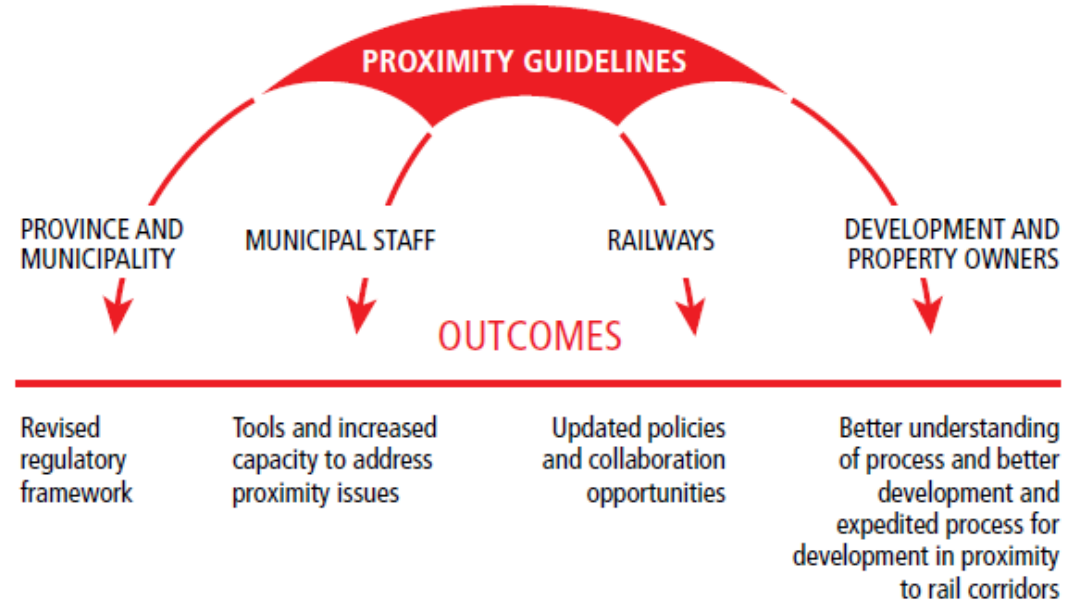 PROXIMITY GUIDELINES
PROVINCE AND
MUNICIPALITY
MUNICIPAL STAFF
RAILWAYS
DEVELOPMENT AND
PROPERTY OWNERS
OUTCOMES
Revised
regulatory
framework
Tools and increased
capacity to address
proximity issues
Updated policies
and collaboration
opportunities
Better understanding
of process and better
development and
expedited process for
development in proximity
to rail corridors